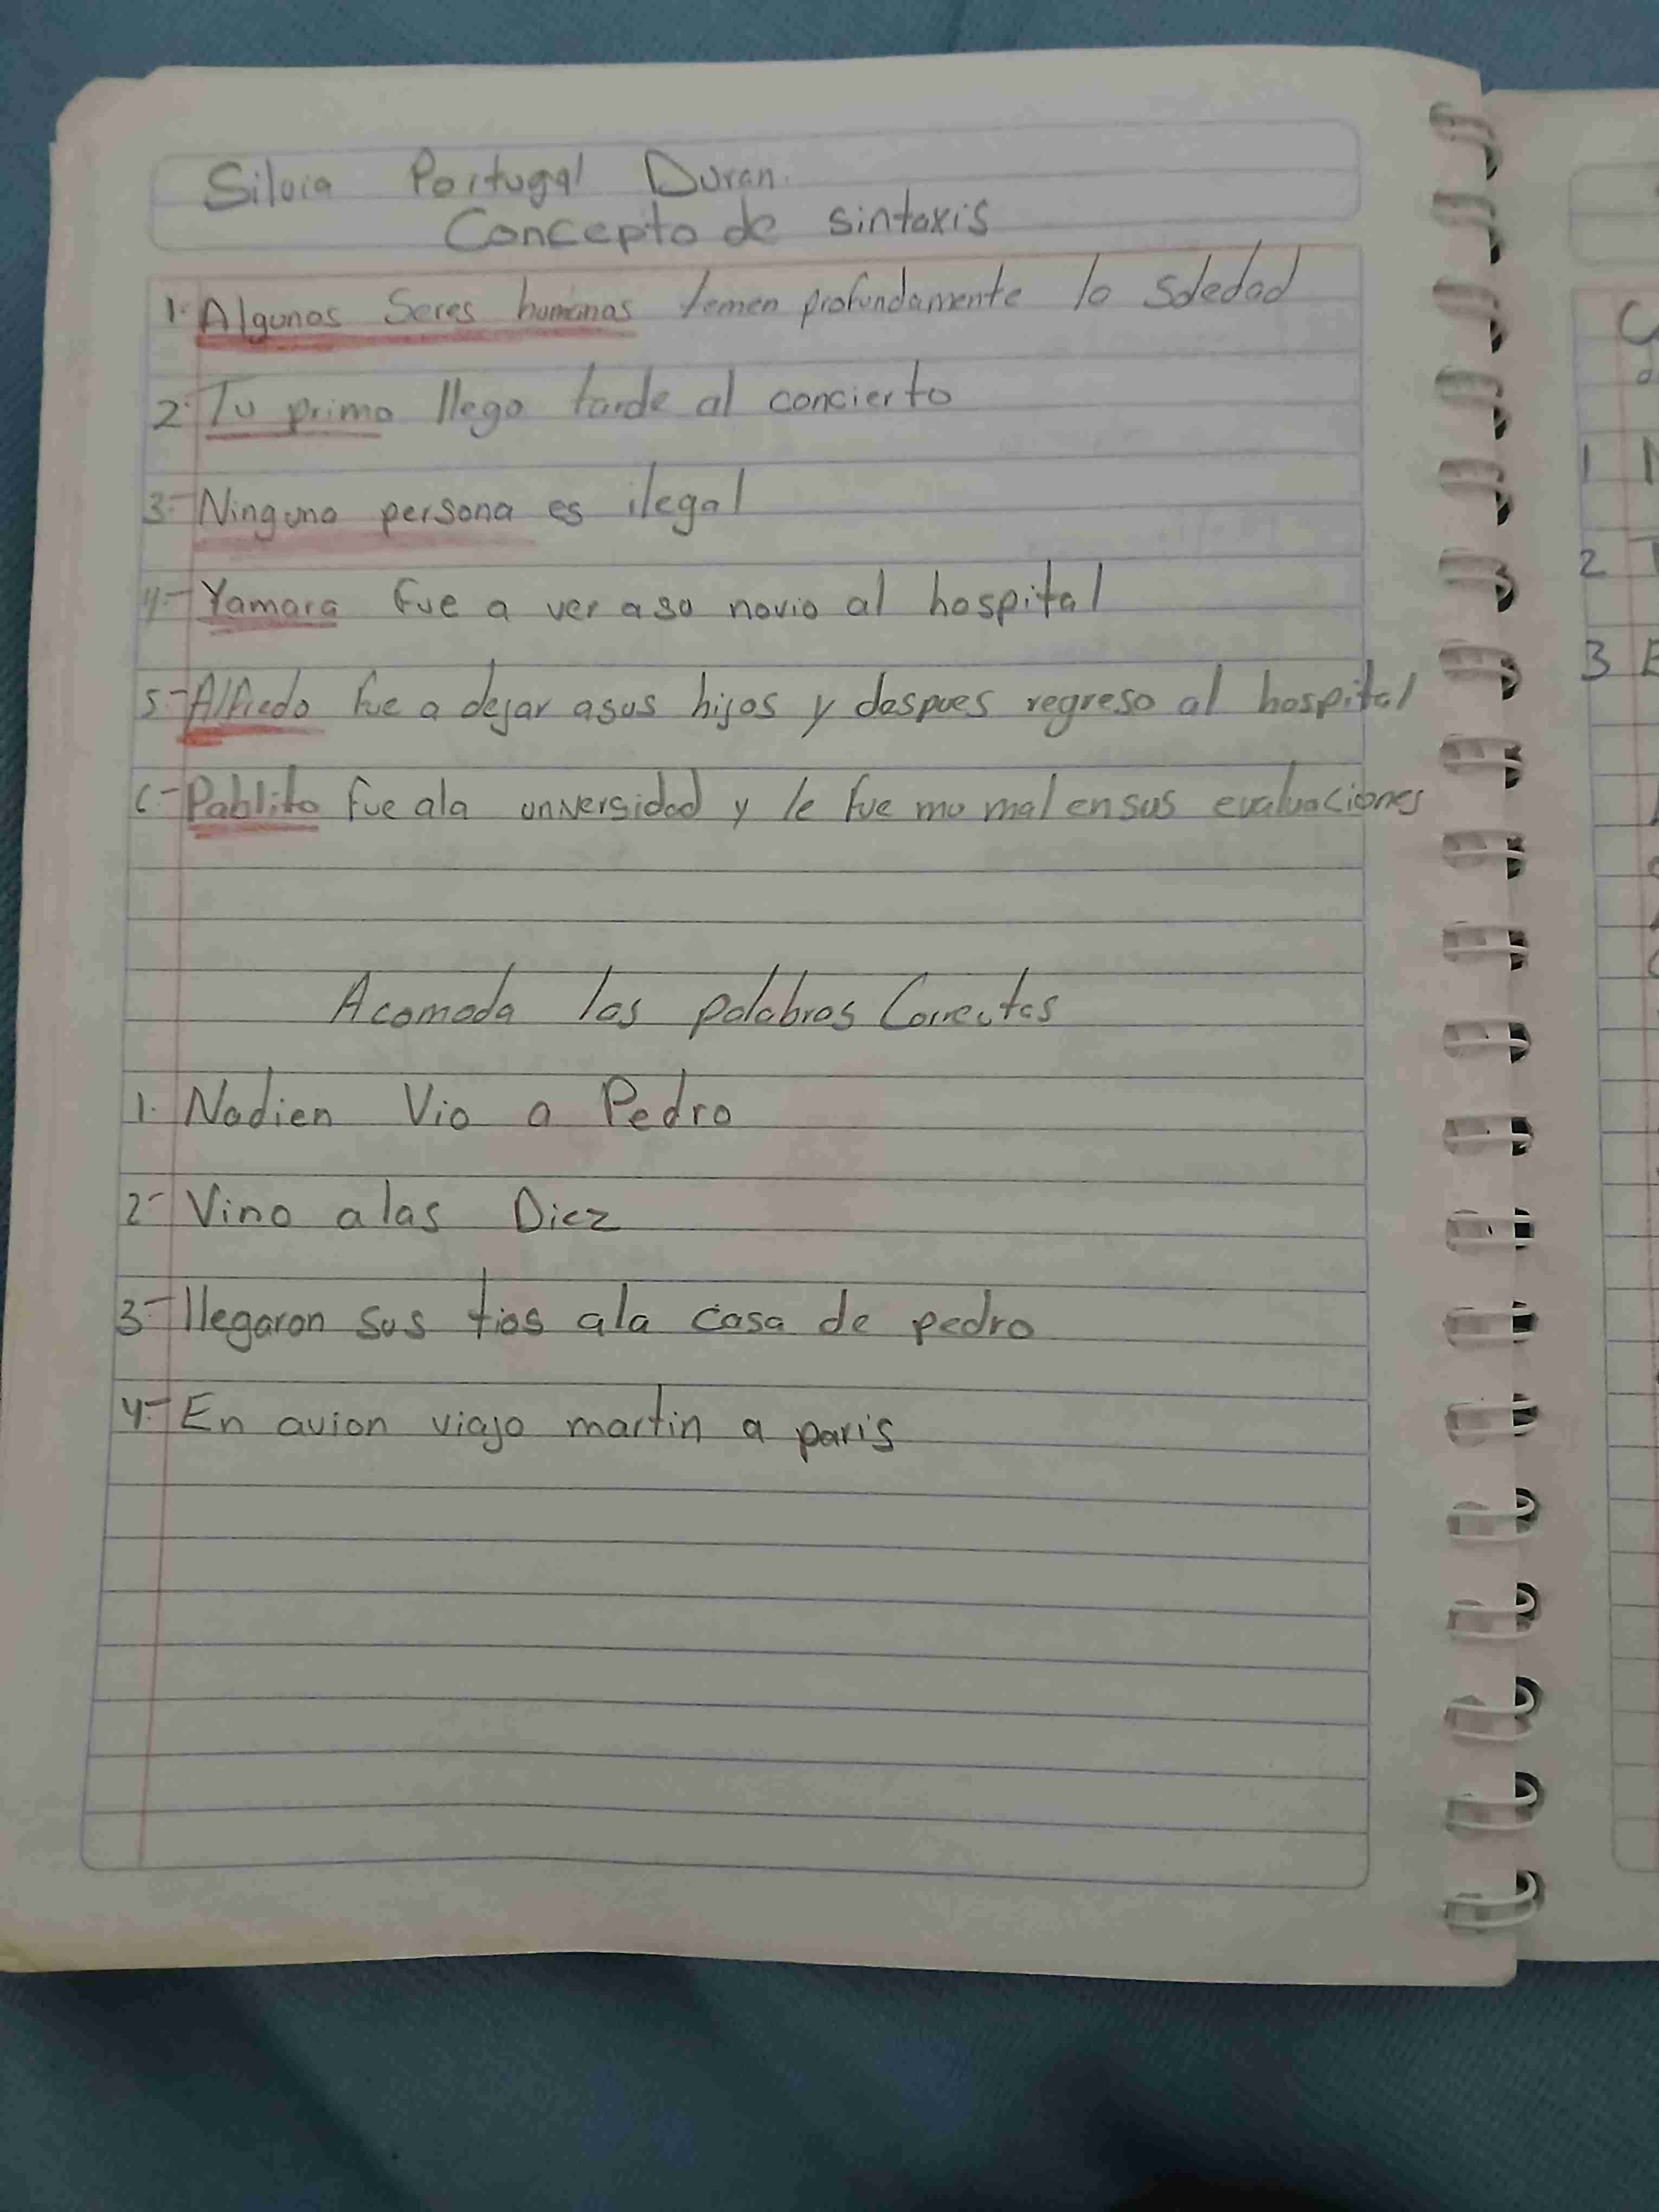 Silvia Portugal Duran.
Concepto de sintaxis
1. Algunos Seres humanos temen profundamente la soledad
2. Tu primo llego tarde al concierto
3.- Ninguna persona es ilegal
4.- Yamara fue a ver a su novio al hospital
5.- Alfredo fue a dejar asus hijos y despues regreso al hospital
6.- Pablito fue ala universidad y le fue mal ensus evaluaciones
Acomoda las palabras Correctas
1. Nadien Vio a Pedro
2.- Vino alas Diez
3.- llegaron sus tios ala casa de pedro
4.- En avion viajo martin a paris
1
2
3